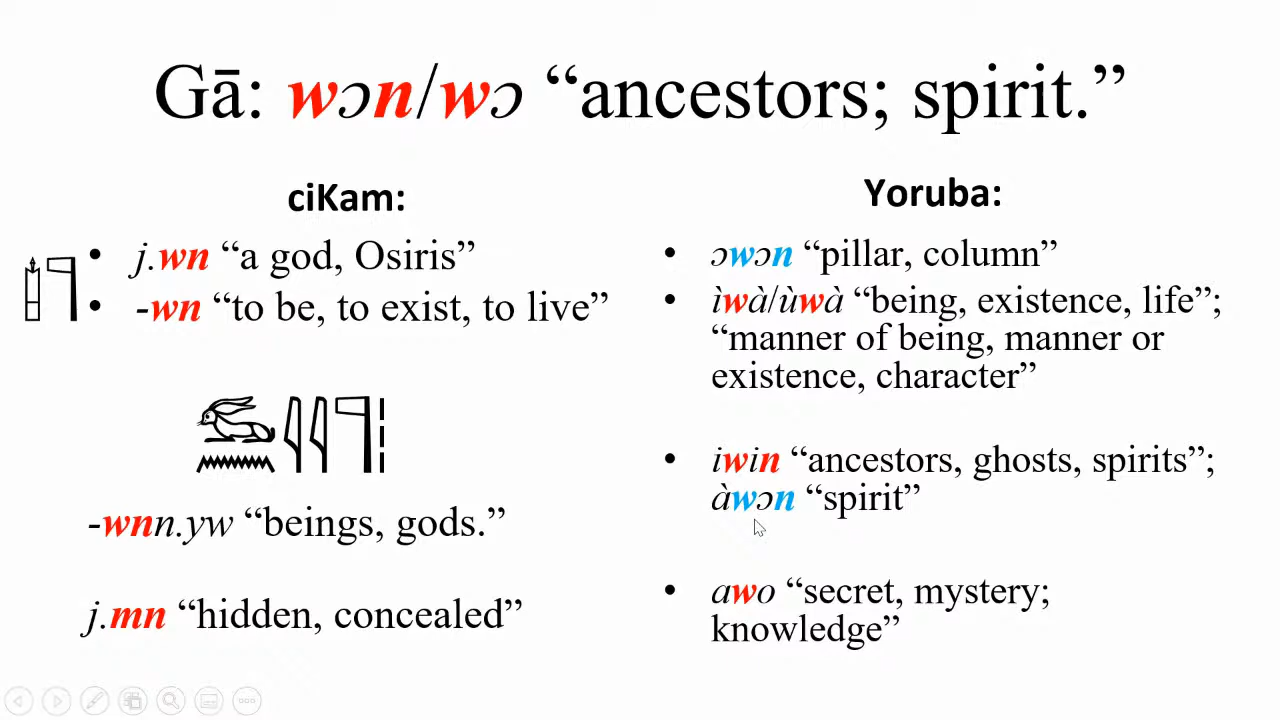 Gā: wɔn/wɔ “ancestors; spirit.”
ciKam:
• j.wn “a god, Osiris”
• -wn “to be, to exist, to live”
-wnn.yw “beings, gods.”
j.mn “hidden, concealed”
Yoruba:
• ɔwɔn “pillar, column”
• ìwà/ùwà “being, existence, life”;
“manner of being, manner or
existence, character”
• iwin “ancestors, ghosts, spirits”;
àwɔn “spirit”
• awo “secret, mystery;
knowledge”